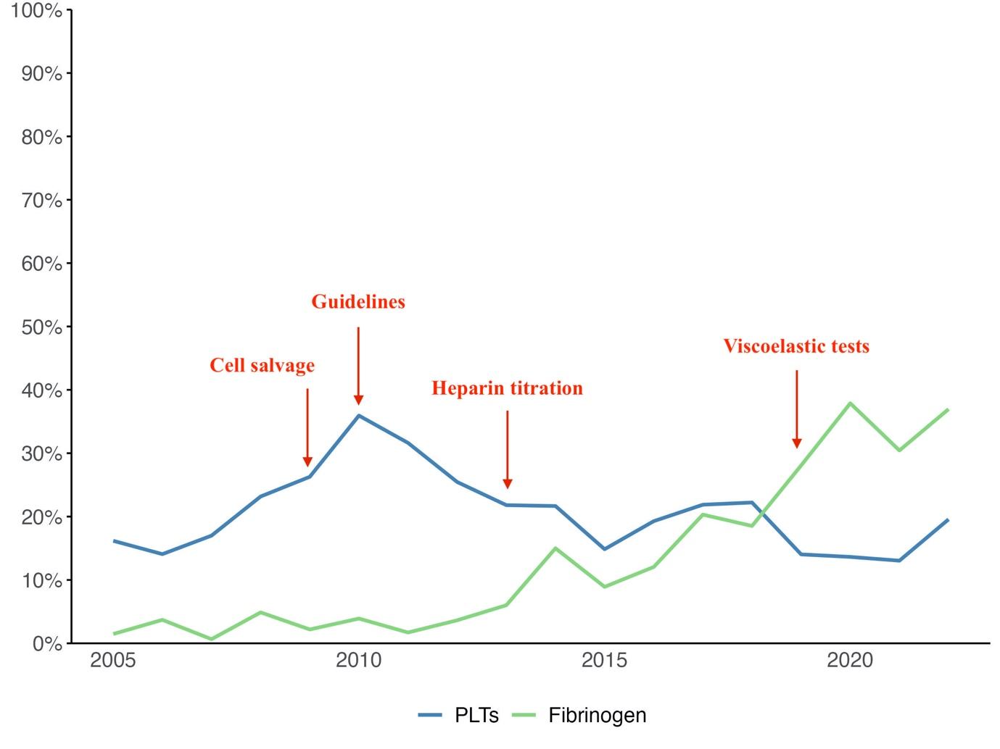 100%
90%
80%
70%
60%
50%
40%
30%
20%
10%
0%
Guidelines
Cell salvage
Viscoelastic tests
Heparin titration
2005 2010 2015 2020
PLTs Fibrinogen